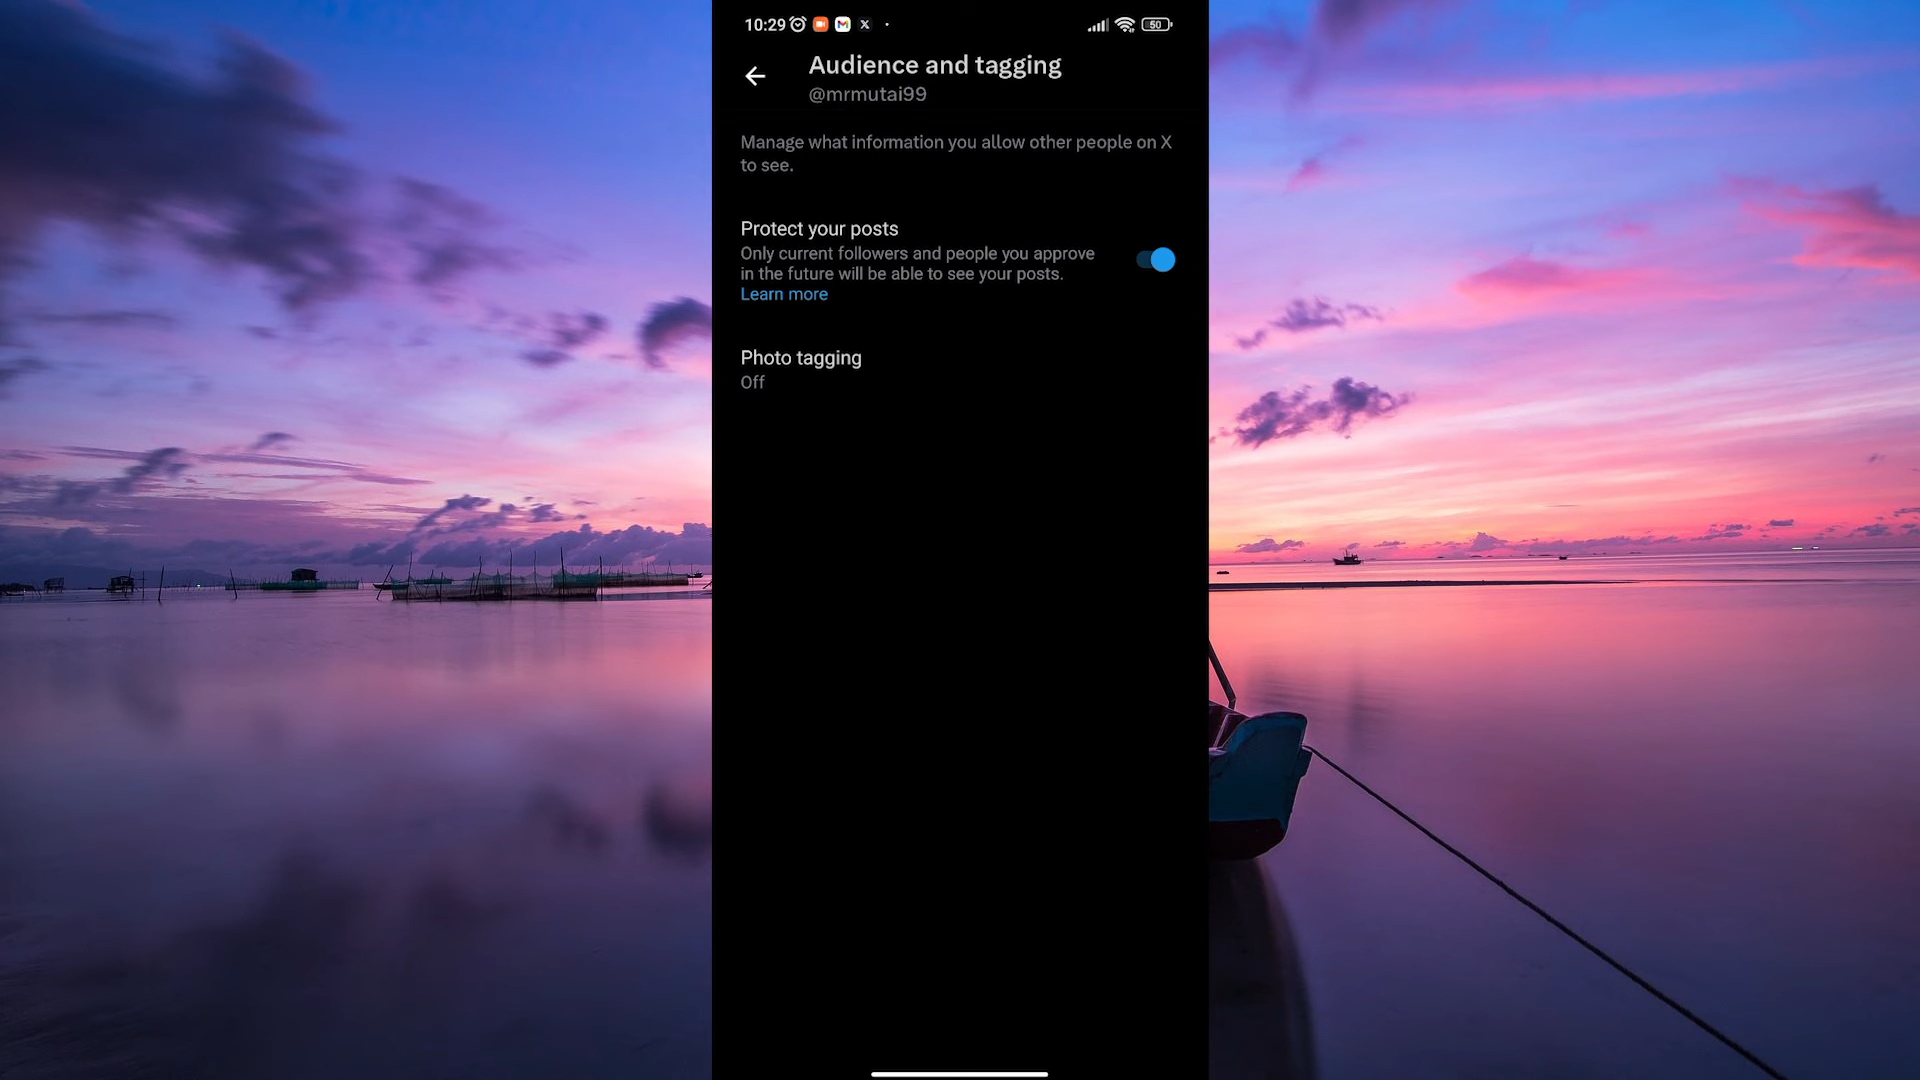 10:29
50
Audience and tagging
@mrmutai99
Manage what information you allow other people on X
to see.
Protect your posts
Only current followers and people you approve
in the future will be able to see your posts.
Learn more
Photo tagging
Off